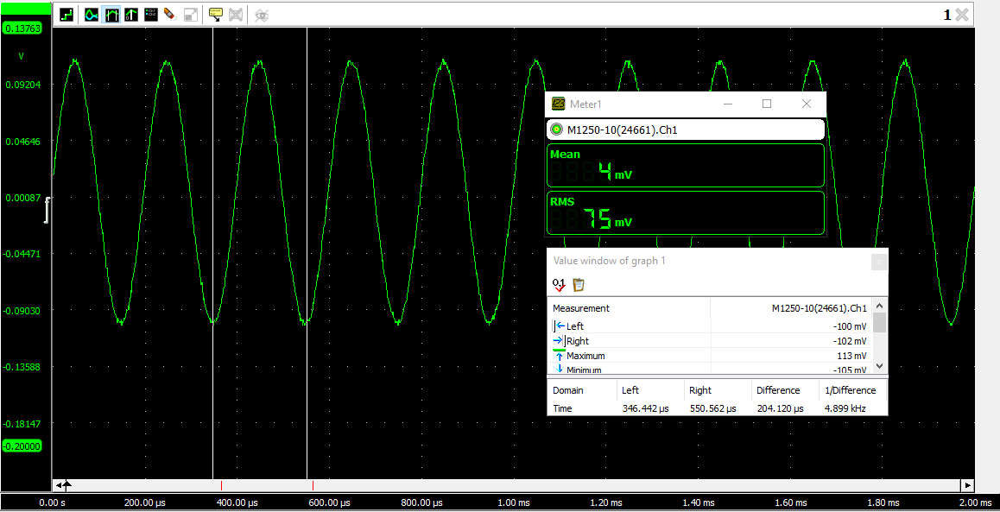 1
0.13763
V
0.09204
0.04646
0.00087
-0.04471
-0.09030
-0.13588
-0.18147
-0.20000
Meter1
M1250-10(24661).Ch1
Mean
4 mV
RMS
75 mV
Value window of graph 1
Measurement M1250-10(24661).Ch1
Left -100 mV
Right -102 mV
Maximum 113 mV
Minimum -105 mV
Domain Left Right Difference 1/Difference
Time 346.442 µs 550.562 µs 204.120 µs 4.899 kHz
0.00 s 200.00 µs 400.00 µs 600.00 µs 800.00 µs 1.00 ms 1.20 ms 1.40 ms 1.60 ms 1.80 ms 2.00 ms